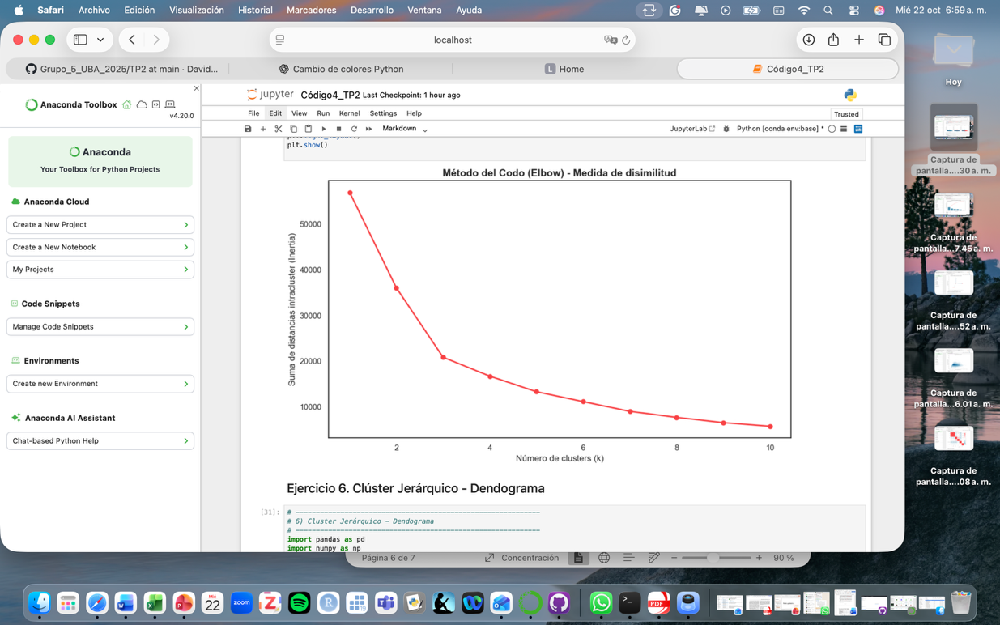 Safari Archivo Edición Visualización Historial Marcadores Desarrollo Ventana Ayuda Mié 22 oct 6:59 a. m.
localhost
Grupo_5_UBA_2025/TP2 at main · David... Cambio de colores Python L Home Código4_TP2
Anaconda Toolbox
v4.20.0
Anaconda
Your Toolbox for Python Projects
Anaconda Cloud
Create a New Project
Create a New Notebook
My Projects
Code Snippets
Manage Code Snippets
Environments
Create new Environment
Anaconda AI Assistant
Chat-based Python Help
jupyter Código4_TP2 Last Checkpoint: 1 hour ago
File Edit View Run Kernel Settings Help Trusted
Markdown JupyterLab Python [conda env:base] *
plt.tight_layout()
plt.show()
Método del Codo (Elbow) - Medida de disimilitud
Suma de distancias intracluster (Inertia)
50000
40000
30000
20000
10000
2 4 6 8 10
Número de clusters (k)
Ejercicio 6. Clúster Jerárquico - Dendograma
[31]:
# ------------------------------------------------------------
# 6) Cluster Jerárquico - Dendograma
# ------------------------------------------------------------
import pandas as pd
import numpy as np
Página 6 de 7 Concentración 90 %
Hoy
Captura de
pantalla....30 a. m.
Captura de
pantalla...7.45 a. m.
Captura de
pantalla....52 a. m.
Captura de
pantalla...6.01 a. m.
Captura de
pantalla....08 a. m.
MIÉ
22
zoom
Z
R
19
PDF